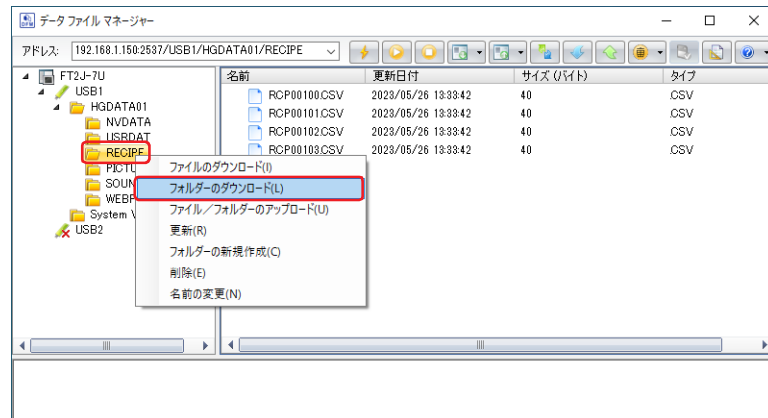 データ ファイル マネージャー
アドレス: 192.168.1.150:2537/USB1/HGDATA01/RECIPE
FT2J-7U
USB1
HGDATA01
NVDATA
USRDAT
RECIPE
PICTU
SOUN
WEBF
System V
USB2
名前 更新日付 サイズ (バイト) タイプ
RCP00100.CSV 2023/05/26 13:33:42 40 .CSV
RCP00101.CSV 2023/05/26 13:33:42 40 .CSV
RCP00102.CSV 2023/05/26 13:33:42 40 .CSV
RCP00103.CSV 2023/05/26 13:33:42 40 .CSV
ファイルのダウンロード(I)
フォルダーのダウンロード(L)
ファイル／フォルダーのアップロード(U)
更新(R)
フォルダーの新規作成(C)
削除(E)
名前の変更(N)